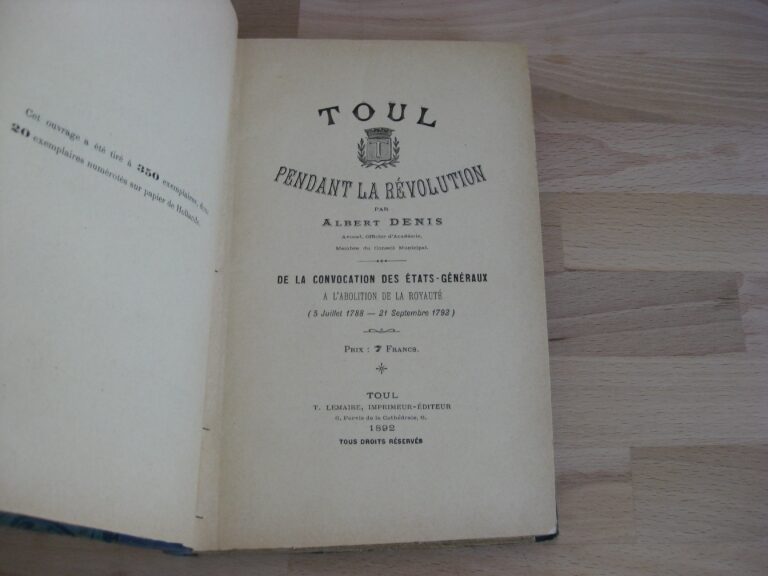 Cet ouvrage a été tiré à 350 exemplaires, dont
20 exemplaires numérotés sur papier de Hollande.
TOUL
T
PENDANT LA RÉVOLUTION
PAR
ALBERT DENIS
Avocat, Officier d'Académie,
Membre du Conseil Municipal.
DE LA CONVOCATION DES ÉTATS-GÉNÉRAUX
A L'ABOLITION DE LA ROYAUTÉ
(5 Juillet 1788 — 21 Septembre 1792)
PRIX : 7 FRANCS.
TOUL
T. LEMAIRE, IMPRIMEUR-ÉDITEUR
6, Parvis de la Cathédrale, 6.
1892
TOUS DROITS RÉSERVÉS